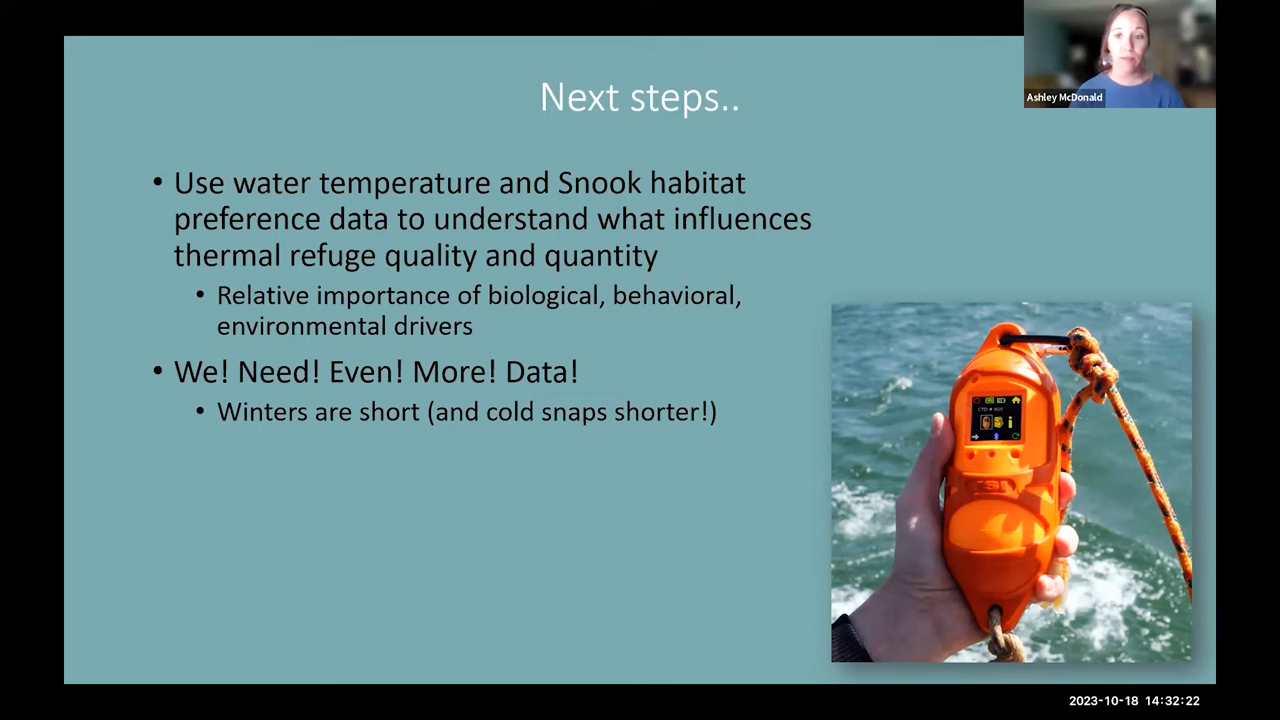 Ashley McDonald
Next steps..
• Use water temperature and Snook habitat
preference data to understand what influences
thermal refuge quality and quantity
• Relative importance of biological, behavioral,
environmental drivers
• We! Need! Even! More! Data!
• Winters are short (and cold snaps shorter!)
YSI
2023-10-18 14:32:22